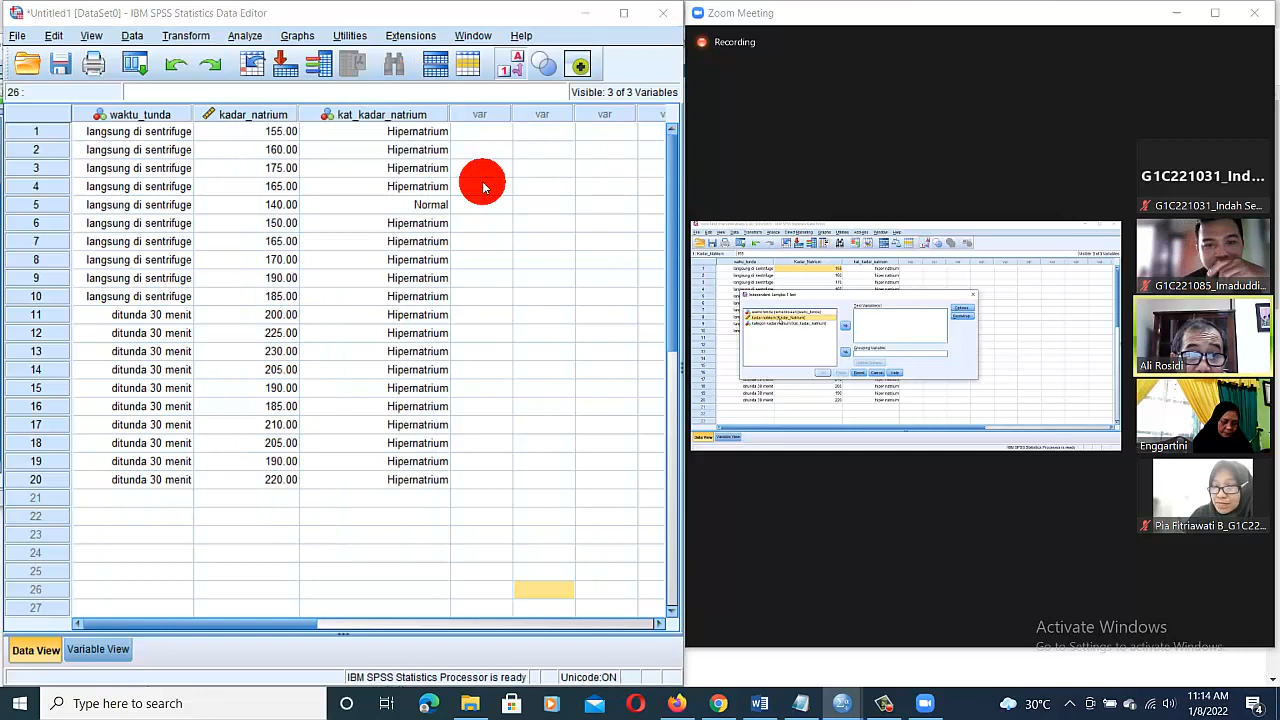 *Untitled1 [DataSet0] - IBM SPSS Statistics Data Editor
File Edit View Data Transform Analyze Graphs Utilities Extensions Window Help
26 :
Visible: 3 of 3 Variables
waktu_tunda kadar_natrium kat_kadar_natrium var var var
1 langsung di sentrifuge 155.00 Hipernatrium
2 langsung di sentrifuge 160.00 Hipernatrium
3 langsung di sentrifuge 175.00 Hipernatrium
4 langsung di sentrifuge 165.00 Hipernatrium
5 langsung di sentrifuge 140.00 Normal
6 langsung di sentrifuge 150.00 Hipernatrium
7 langsung di sentrifuge 165.00 Hipernatrium
8 langsung di sentrifuge 170.00 Hipernatrium
9 langsung di sentrifuge 190.00 Hipernatrium
10 langsung di sentrifuge 185.00 Hipernatrium
11 ditunda 30 menit 200.00 Hipernatrium
12 ditunda 30 menit 225.00 Hipernatrium
13 ditunda 30 menit 230.00 Hipernatrium
14 ditunda 30 menit 205.00 Hipernatrium
15 ditunda 30 menit 190.00 Hipernatrium
16 ditunda 30 menit 185.00 Hipernatrium
17 ditunda 30 menit 210.00 Hipernatrium
18 ditunda 30 menit 205.00 Hipernatrium
19 ditunda 30 menit 190.00 Hipernatrium
20 ditunda 30 menit 220.00 Hipernatrium
21
22
23
24
25
26
27
Data View Variable View
IBM SPSS Statistics Processor is ready Unicode:ON
Zoom Meeting
Recording
G1C221031_Ind...
G1C221031_Indah Se...
G1C221085_Imaduddi...
Ali Rosidi
Enggartini
Pia Fitriawati B_G1C22...
Activate Windows
Go to Settings to activate Windows.
Type here to search
30°C
11:14 AM
1/8/2022